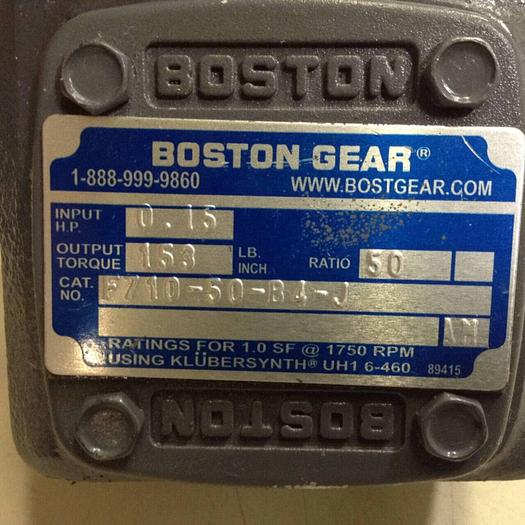 BOSTON
BOSTON GEAR®
1-888-999-9860 WWW.BOSTGEAR.COM
INPUT H.P. 0.15
OUTPUT TORQUE 153 LB. INCH RATIO 50
CAT. NO. F710-50-B4-J
RATINGS FOR 1.0 SF @ 1750 RPM
USING KLÜBERSYNTH® UH1 6-460 89415
BOSTON